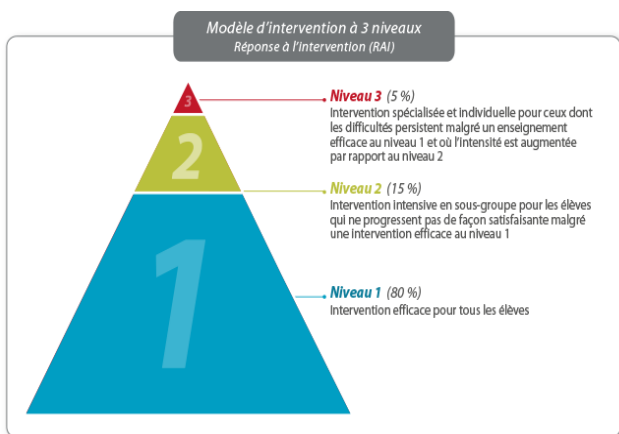 Modèle d'intervention à 3 niveaux
Réponse à l'intervention (RAI)
3
Niveau 3 (5 %)
Intervention spécialisée et individuelle pour ceux dont
les difficultés persistent malgré un enseignement
efficace au niveau 1 et où l'intensité est augmentée
par rapport au niveau 2
2
Niveau 2 (15 %)
Intervention intensive en sous-groupe pour les élèves
qui ne progressent pas de façon satisfaisante malgré
une intervention efficace au niveau 1
1
Niveau 1 (80 %)
Intervention efficace pour tous les élèves